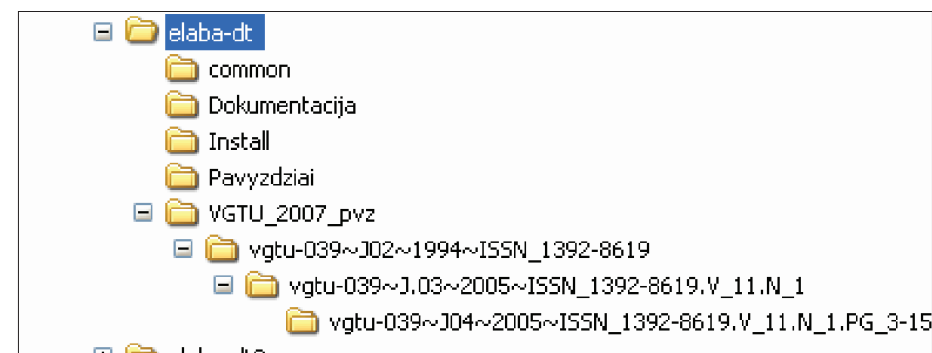 elaba-dt
common
Dokumentacija
Install
Pavyzdziai
VGTU_2007_pvz
vgtu-039~J02~1994~ISSN_1392-8619
vgtu-039~J.03~2005~ISSN_1392-8619.V_11.N_1
vgtu-039~J04~2005~ISSN_1392-8619.V_11.N_1.PG_3-15